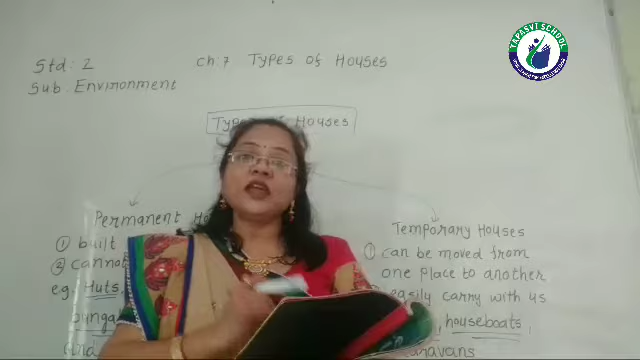 Std: 2
Ch:7 Types of Houses
Sub. Environment
Types of Houses
Permanent
① built
② cannot
eg. Huts.
Temporary Houses
① can be moved from
one place to another
easily carry with us
houseboats,
caravans
TAPASVI SCHOOL